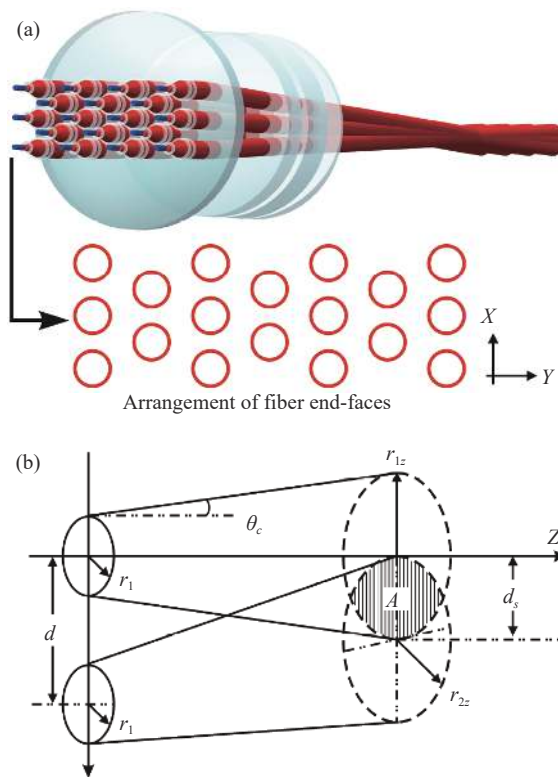 (a)
X
Y
Arrangement of fiber end-faces
(b)
r1z
θc
Z
r1
A
ds
d
r2z
r1